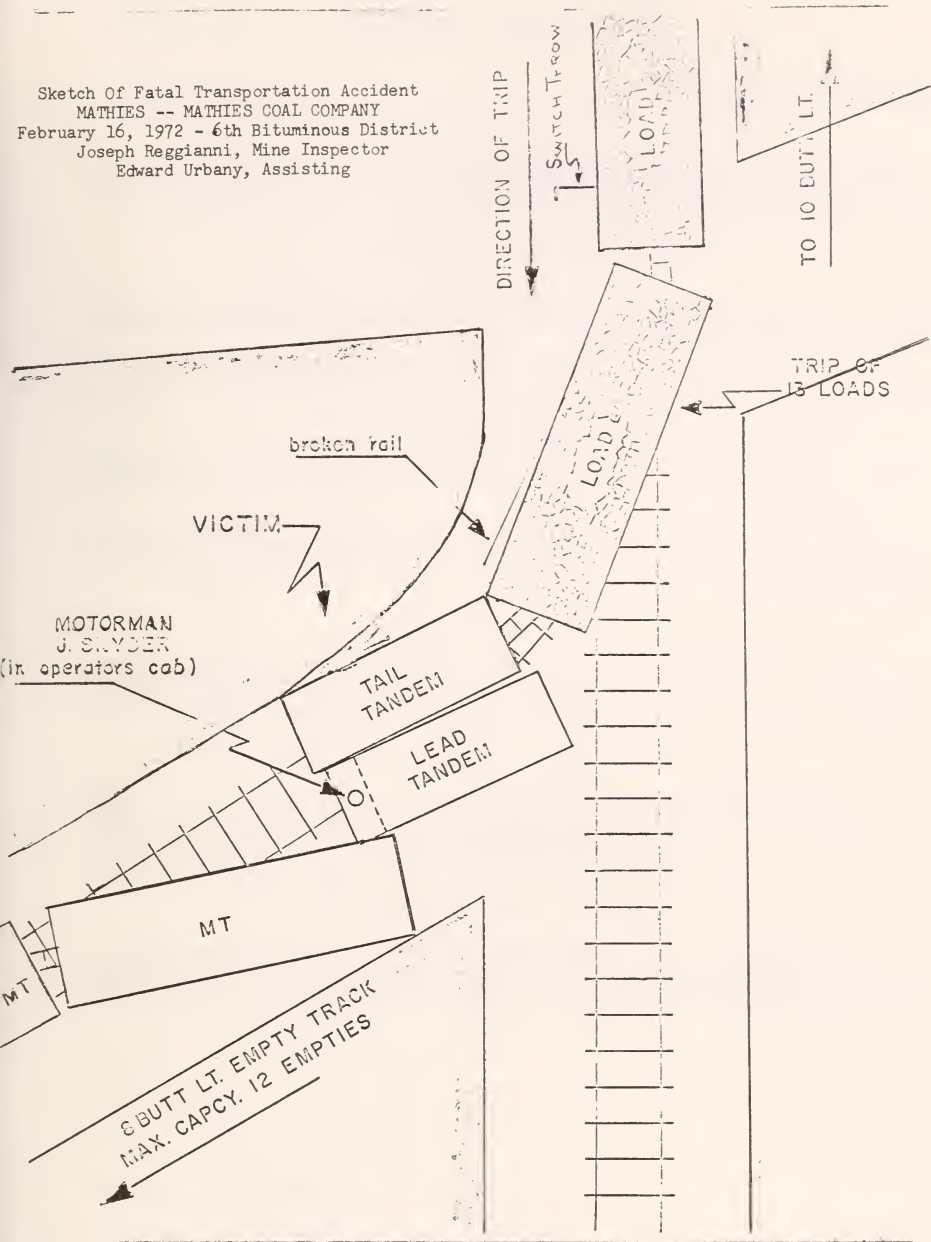 Sketch Of Fatal Transportation Accident
MATHIES -- MATHIES COAL COMPANY
February 16, 1972 - 6th Bituminous District
Joseph Reggianni, Mine Inspector
Edward Urbany, Assisting
DIRECTION OF TRIP
SWITCH THROW
LOAD
TO 10 BUTT LT.
TRIP OF
13 LOADS
LOAD
broken rail
VICTIM
MOTORMAN
J. SNYDER
(in operators cab)
TAIL
TANDEM
LEAD
TANDEM
MT
MT
8 BUTT LT. EMPTY TRACK
MAX. CAPCY. 12 EMPTIES